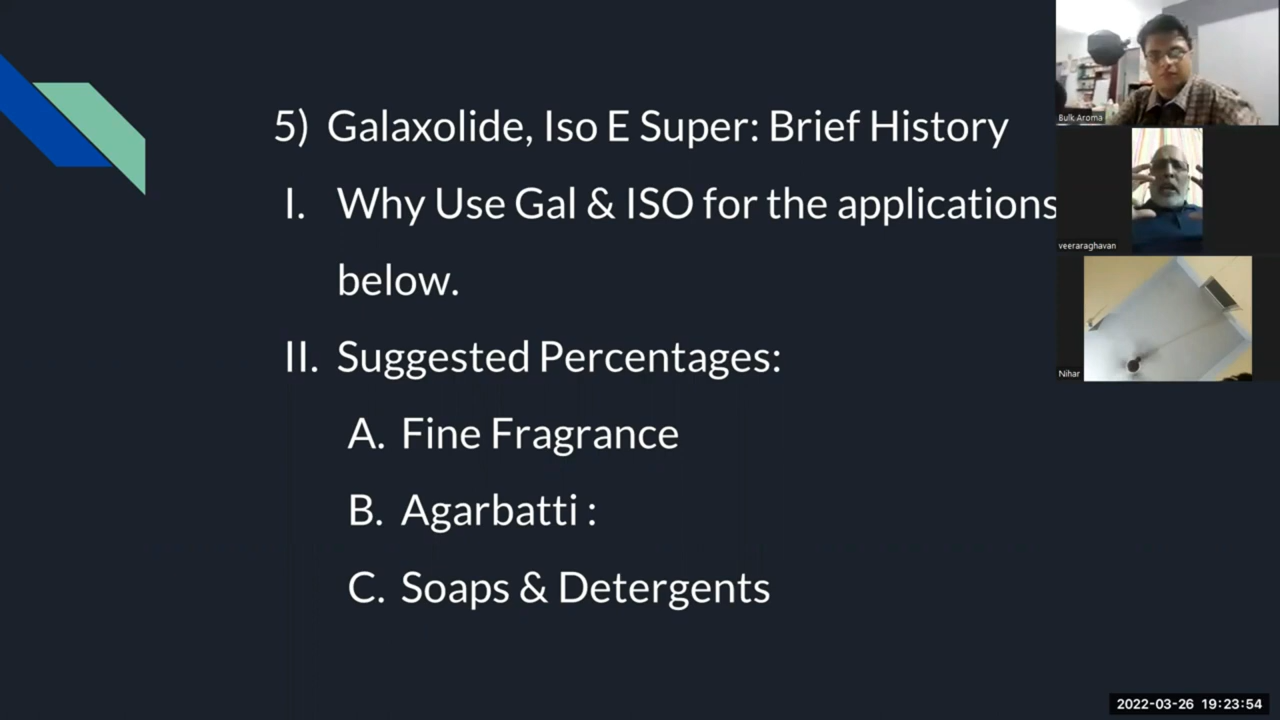 5) Galaxolide, Iso E Super: Brief History
I. Why Use Gal & ISO for the applications
below.
II. Suggested Percentages:
A. Fine Fragrance
B. Agarbatti :
C. Soaps & Detergents
Bulk Aroma
veeraraghavan
Nihar
2022-03-26 19:23:54